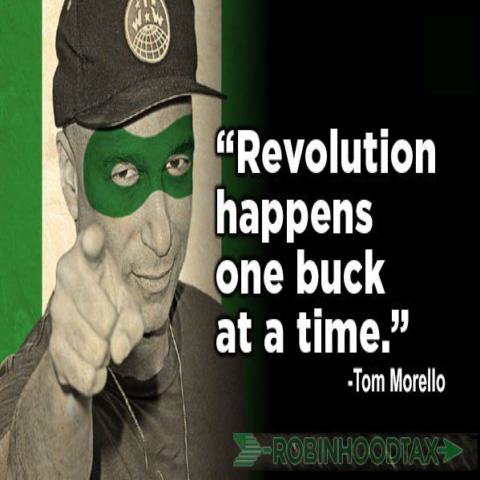 “Revolution
happens
one buck
at a time.”
-Tom Morello
ROBINHOODTAX